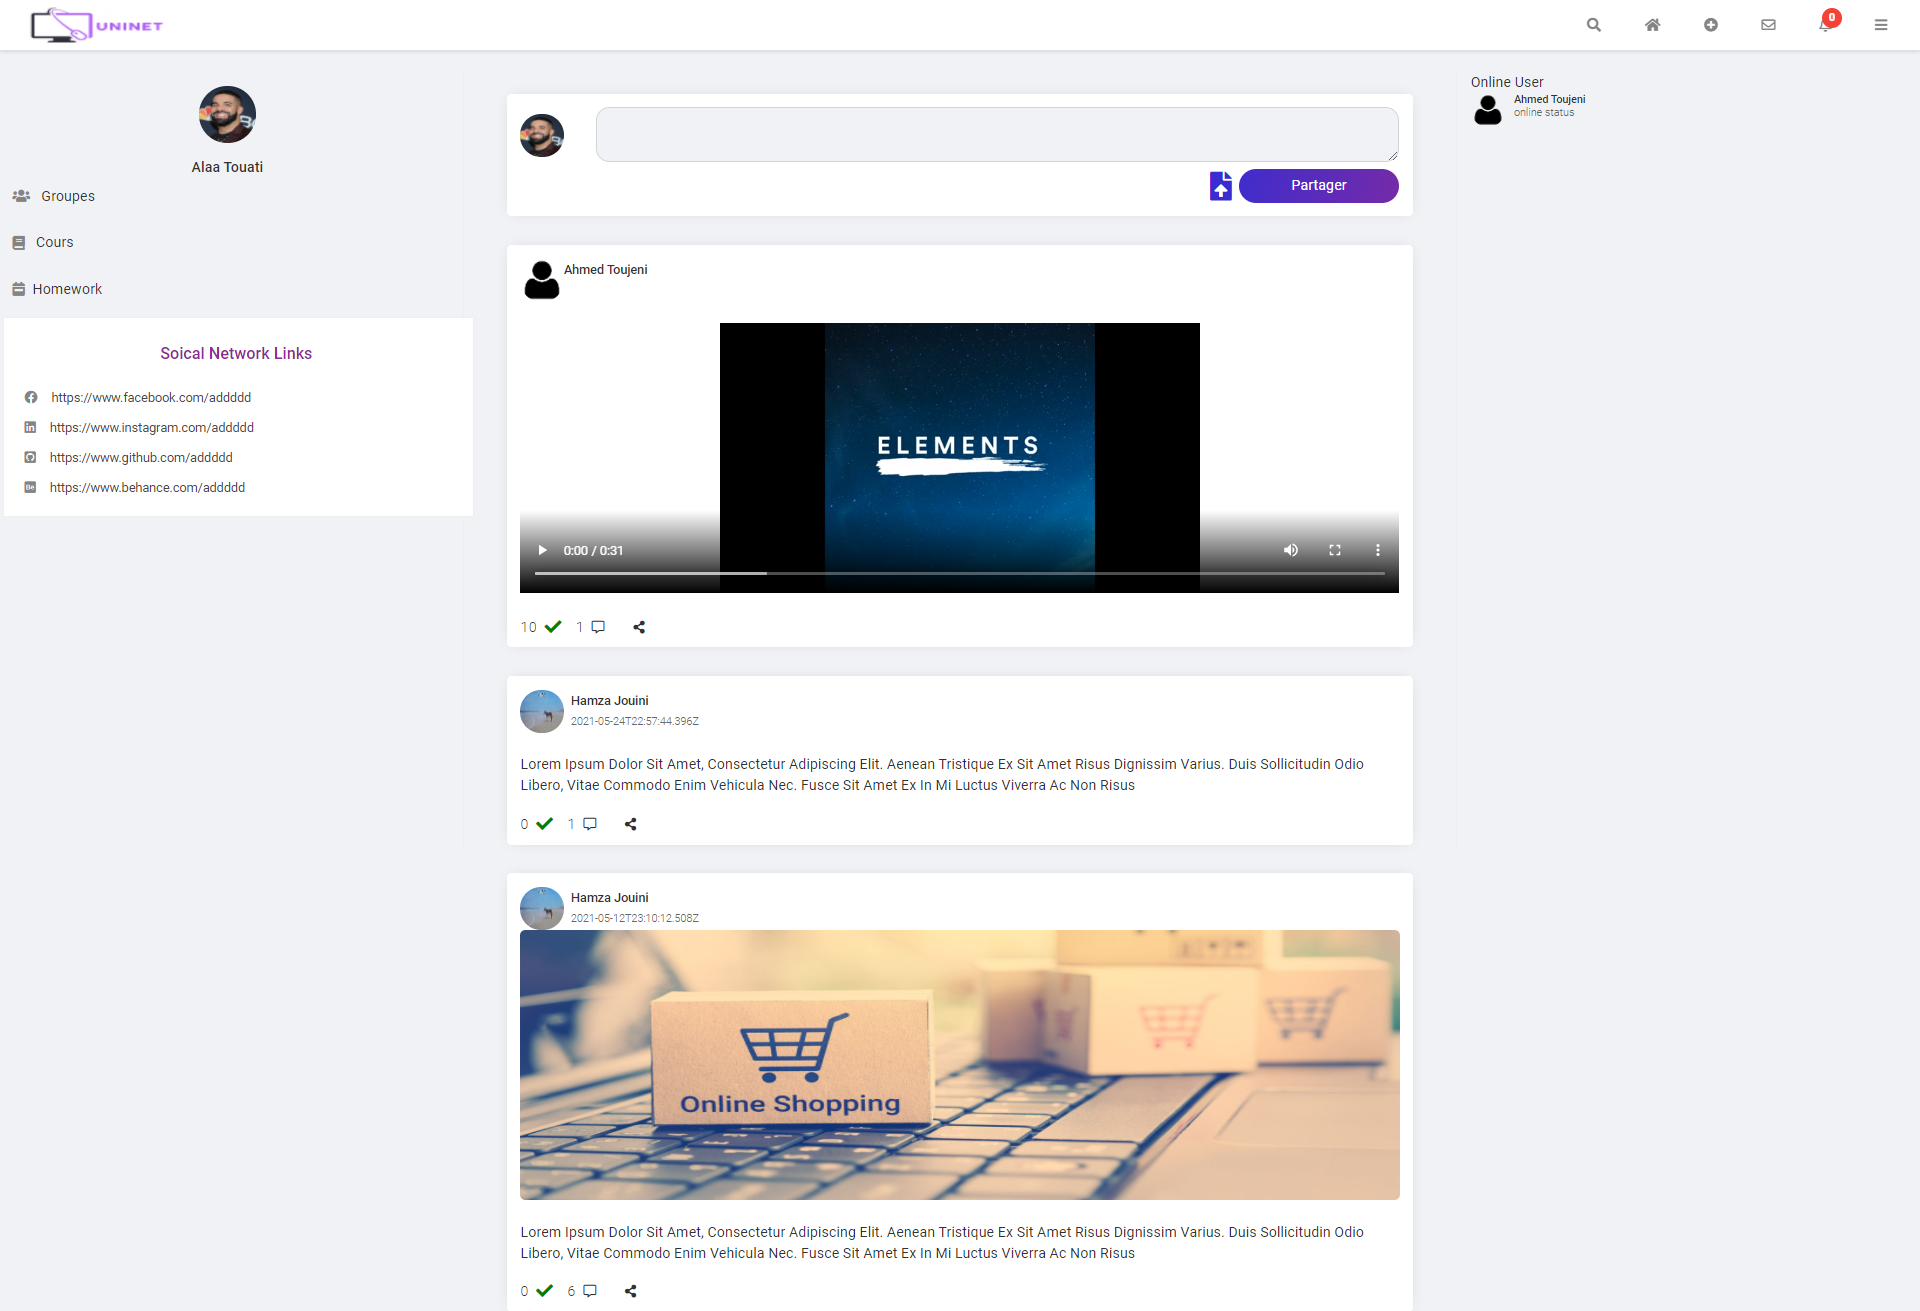 UNINET
0
Alaa Touati
Groupes
Cours
Homework
Soical Network Links
https://www.facebook.com/addddd
https://www.instagram.com/addddd
https://www.github.com/addddd
https://www.behance.com/addddd
Partager
Ahmed Toujeni
ELEMENTS
0:00 / 0:31
10 1
Hamza Jouini
2021-05-24T22:57:44.396Z
Lorem Ipsum Dolor Sit Amet, Consectetur Adipiscing Elit. Aenean Tristique Ex Sit Amet Risus Dignissim Varius. Duis Sollicitudin Odio
Libero, Vitae Commodo Enim Vehicula Nec. Fusce Sit Amet Ex In Mi Luctus Viverra Ac Non Risus
0 1
Hamza Jouini
2021-05-12T23:10:12.508Z
Online Shopping
Lorem Ipsum Dolor Sit Amet, Consectetur Adipiscing Elit. Aenean Tristique Ex Sit Amet Risus Dignissim Varius. Duis Sollicitudin Odio
Libero, Vitae Commodo Enim Vehicula Nec. Fusce Sit Amet Ex In Mi Luctus Viverra Ac Non Risus
0 6
Online User
Ahmed Toujeni
online status